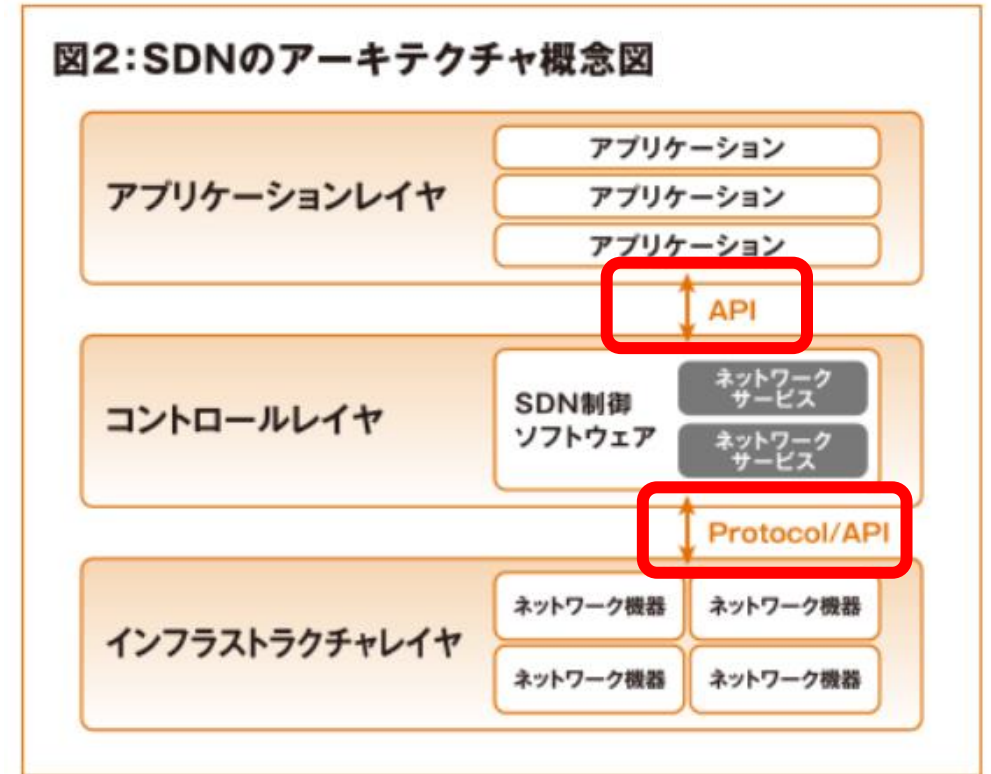 図2:SDNのアーキテクチャ概念図
アプリケーションレイヤ
アプリケーション
アプリケーション
アプリケーション
API
コントロールレイヤ
SDN制御
ソフトウェア
ネットワーク
サービス
ネットワーク
サービス
Protocol/API
インフラストラクチャレイヤ
ネットワーク機器
ネットワーク機器
ネットワーク機器
ネットワーク機器